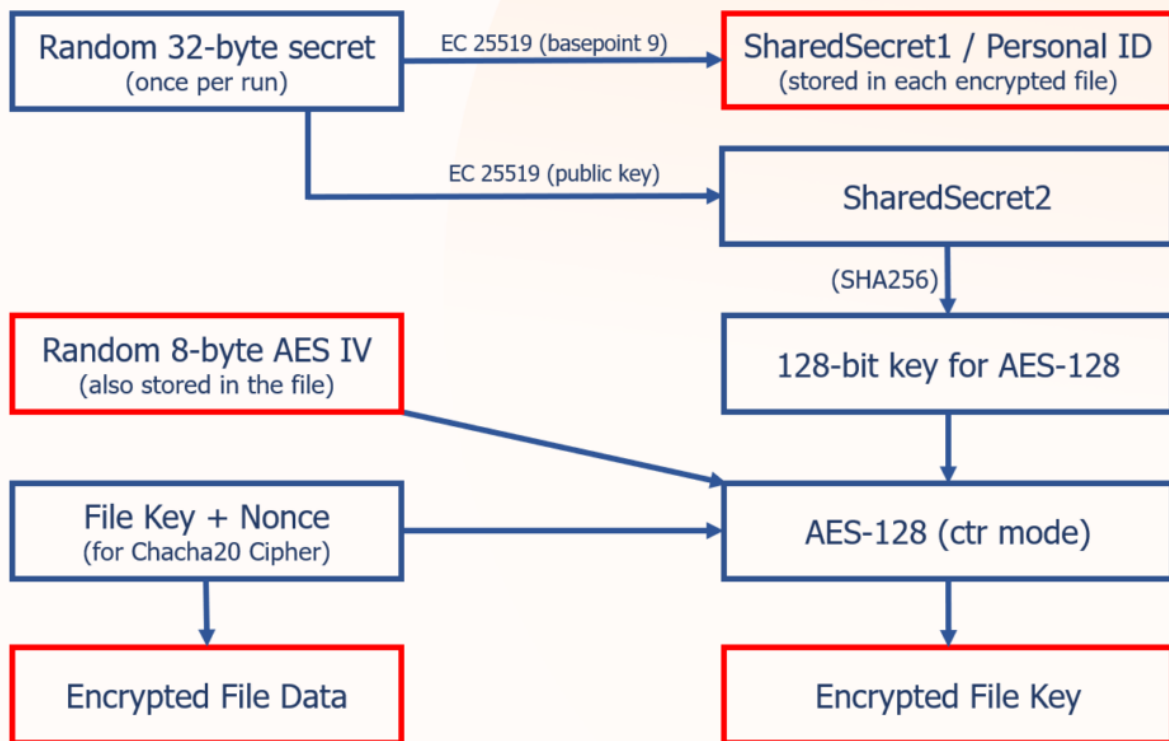 Random 32-byte secret
(once per run)
EC 25519 (basepoint 9)
SharedSecret1 / Personal ID
(stored in each encrypted file)
EC 25519 (public key)
SharedSecret2
(SHA256)
Random 8-byte AES IV
(also stored in the file)
128-bit key for AES-128
File Key + Nonce
(for Chacha20 Cipher)
AES-128 (ctr mode)
Encrypted File Data
Encrypted File Key